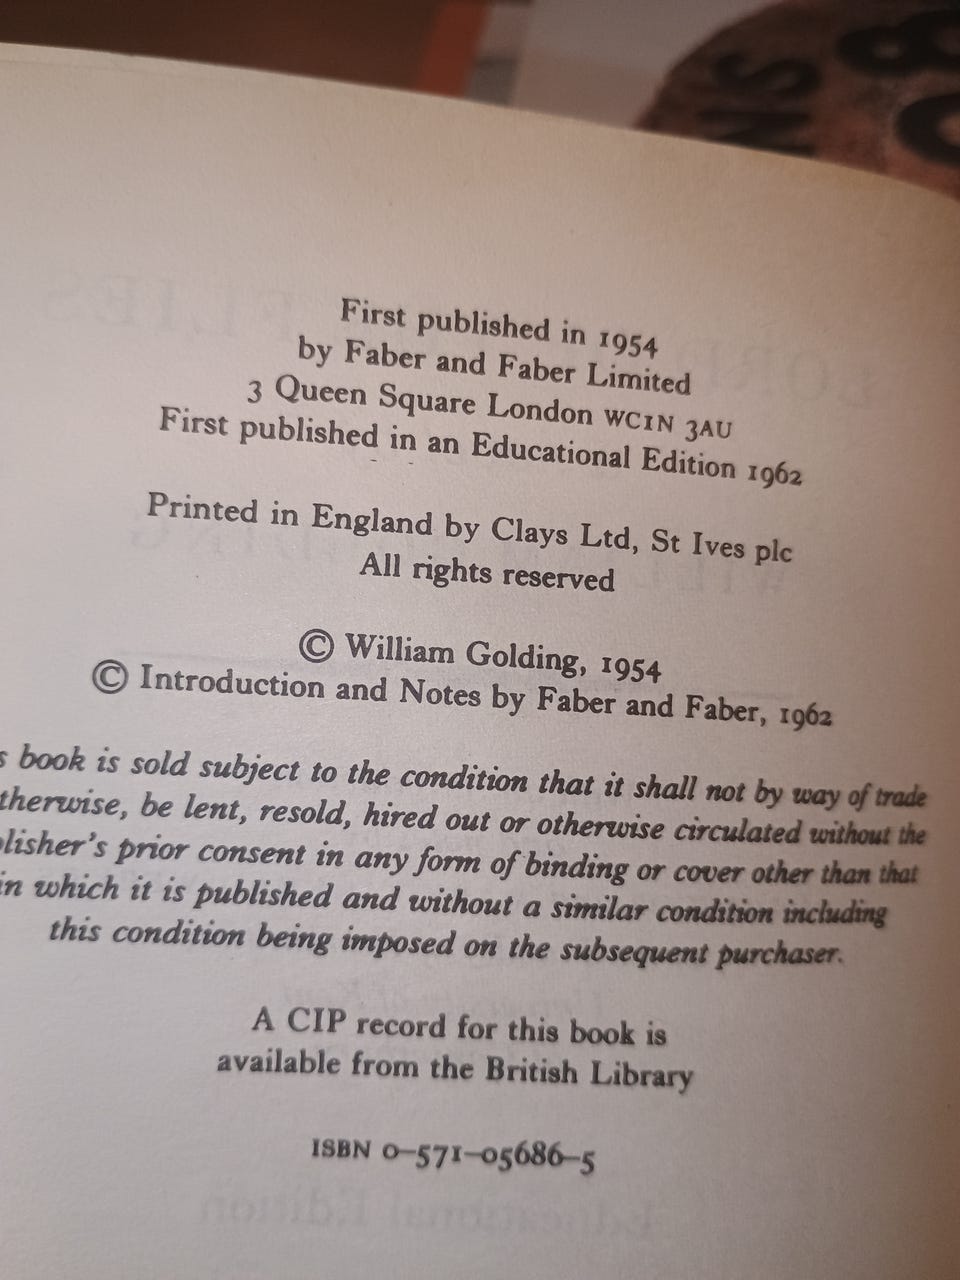 First published in 1954
by Faber and Faber Limited
3 Queen Square London WC1N 3AU
First published in an Educational Edition 1962
Printed in England by Clays Ltd, St Ives plc
All rights reserved
© William Golding, 1954
© Introduction and Notes by Faber and Faber, 1962
s book is sold subject to the condition that it shall not by way of trade
therwise, be lent, resold, hired out or otherwise circulated without the
lisher's prior consent in any form of binding or cover other than that
in which it is published and without a similar condition including
this condition being imposed on the subsequent purchaser.
A CIP record for this book is
available from the British Library
ISBN 0–571–05686–5